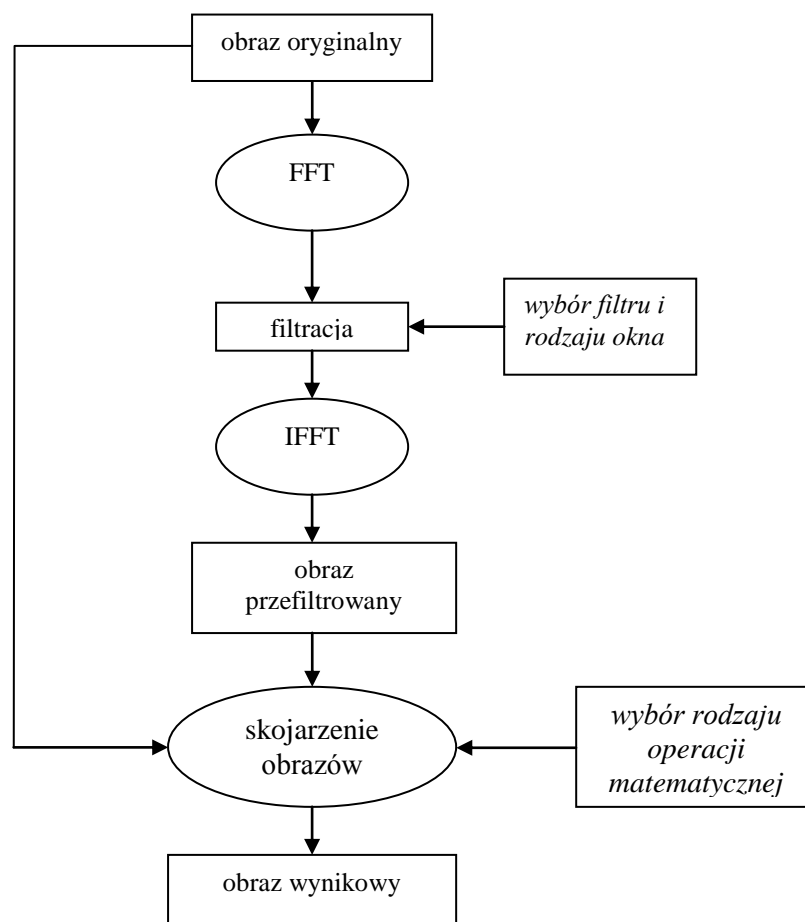 obraz oryginalny
FFT
filtracja
wybór filtru i
rodzaju okna
IFFT
obraz
przefiltrowany
skojarzenie
obrazów
wybór rodzaju
operacji
matematycznej
obraz wynikowy